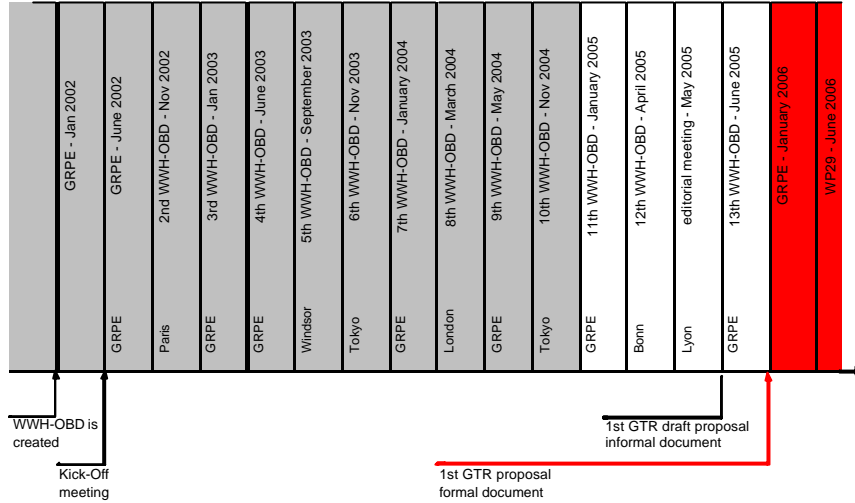 GRPE - Jan 2002
GRPE - June 2002
GRPE
2nd WWH-OBD - Nov 2002
Paris
3rd WWH-OBD - Jan 2003
GRPE
4th WWH-OBD - June 2003
GRPE
5th WWH-OBD - September 2003
Windsor
6th WWH-OBD - Nov 2003
Tokyo
7th WWH-OBD - January 2004
GRPE
8th WWH-OBD - March 2004
London
9th WWH-OBD - May 2004
GRPE
10th WWH-OBD - Nov 2004
Tokyo
11th WWH-OBD - January 2005
GRPE
12th WWH-OBD - April 2005
Bonn
editorial meeting - May 2005
Lyon
13th WWH-OBD - June 2005
GRPE
GRPE - January 2006
WP29 - June 2006
WWH-OBD is
created
Kick-Off
meeting
1st GTR draft proposal
informal document
1st GTR proposal
formal document